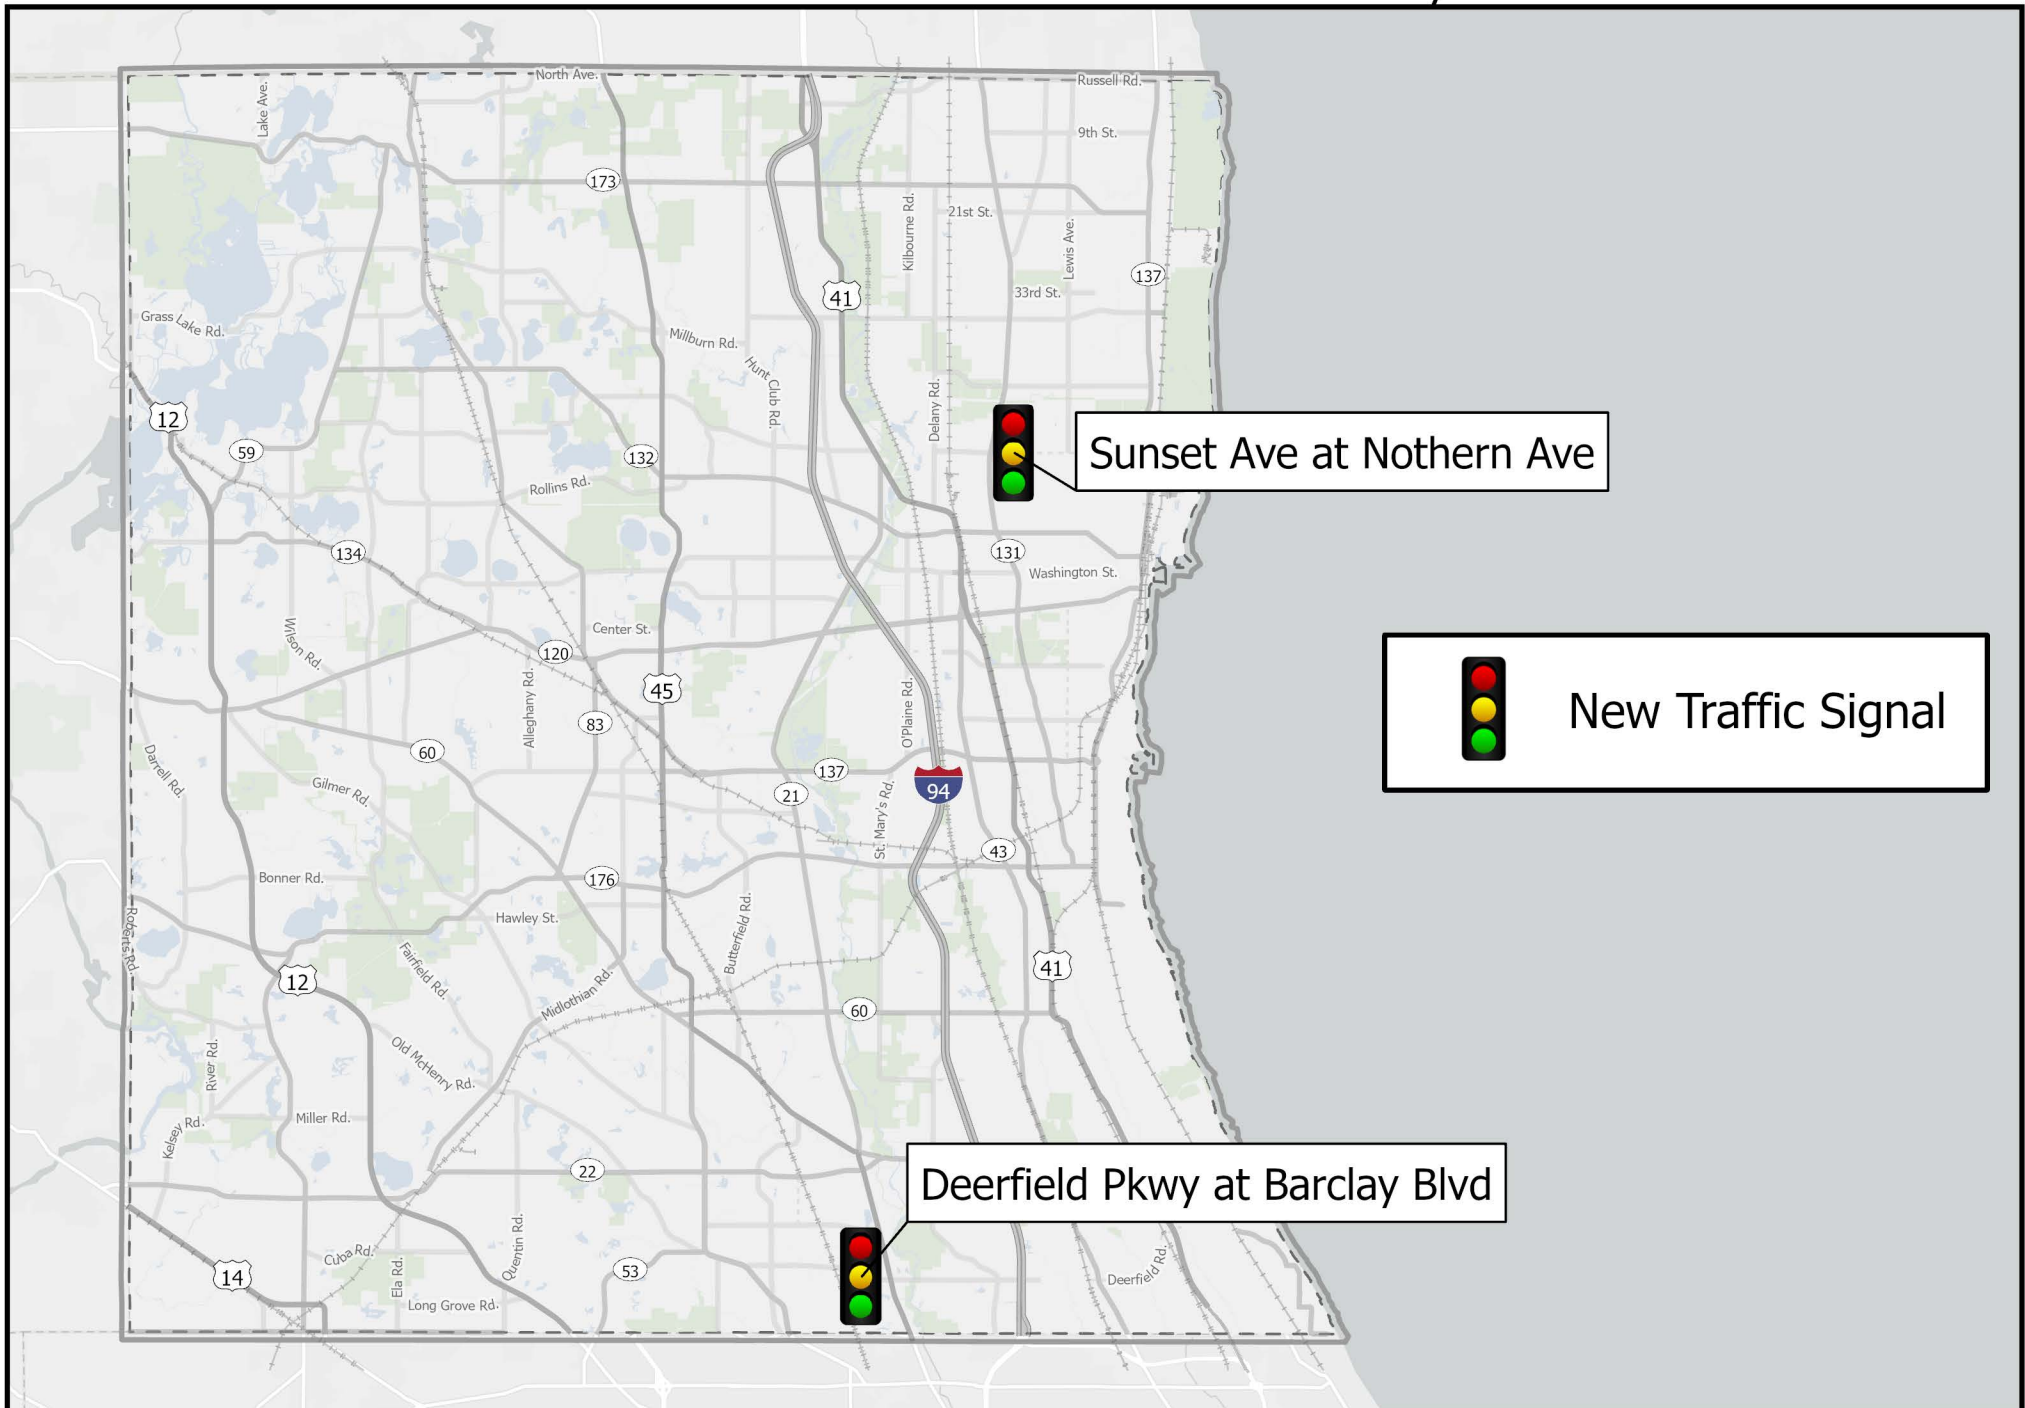 North Ave.
Russell Rd.
Lake Ave.
9th St.
173
Kilbourne Rd.
21st St.
Lewis Ave.
137
41
33rd St.
Grass Lake Rd.
Millburn Rd.
Hunt Club Rd.
Delany Rd.
12
59
132
Sunset Ave at Nothern Ave
Rollins Rd.
134
131
Washington St.
Wilson Rd.
Center St.
120
45
New Traffic Signal
Alleghany Rd.
O'Plaine Rd.
83
60
Darrell Rd.
137
Gilmer Rd.
21
94
St. Mary's Rd.
43
Bonner Rd.
176
Hawley St.
Roberts Rd.
Butterfield Rd.
Fairfield Rd.
41
12
Midlothian Rd.
60
River Rd.
Old McHenry Rd.
Miller Rd.
Kelsey Rd.
22
Deerfield Pkwy at Barclay Blvd
Cuba Rd.
Quentin Rd.
53
14
Ela Rd.
Deerfield Rd.
Long Grove Rd.